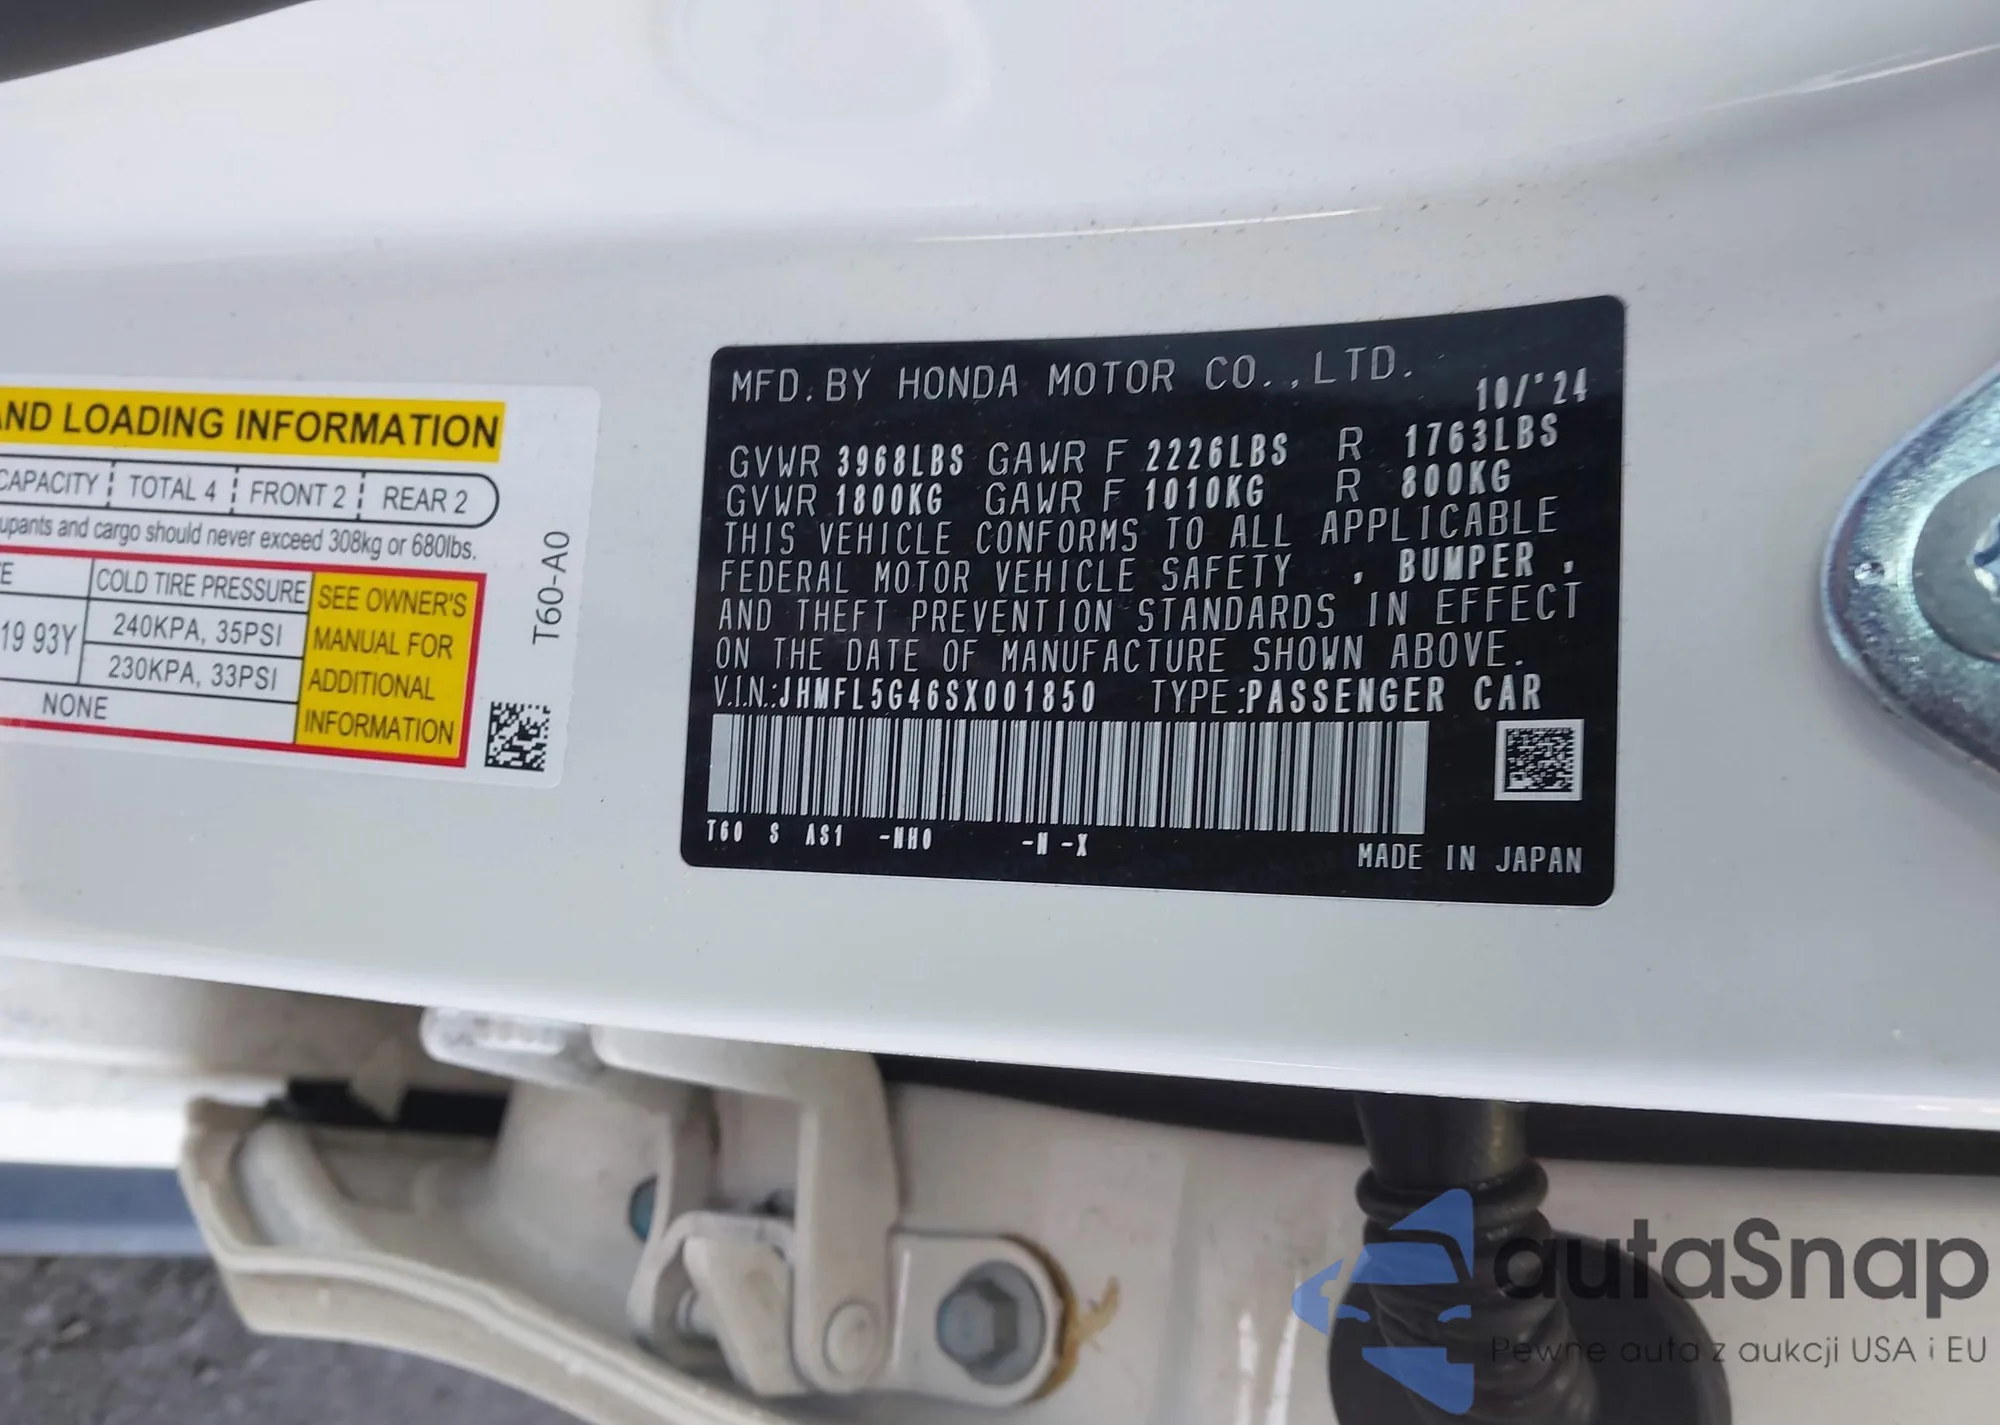 AND LOADING INFORMATION
CAPACITY TOTAL 4 FRONT 2 REAR 2
and cargo should never exceed 308kg or 680lbs.
COLD TIRE PRESSURE
19 93Y 240KPA, 35PSI
230KPA, 33PSI
NONE
SEE OWNER'S
MANUAL FOR
ADDITIONAL
INFORMATION
T60-A0
MFD. BY HONDA MOTOR CO.,LTD.
10/'24
GVWR 3968LBS GAWR F 2226LBS R 1763LBS
GVWR 1800KG GAWR F 1010KG R 800KG
THIS VEHICLE CONFORMS TO ALL APPLICABLE
FEDERAL MOTOR VEHICLE SAFETY , BUMPER ,
AND THEFT PREVENTION STANDARDS IN EFFECT
ON THE DATE OF MANUFACTURE SHOWN ABOVE.
V.I.N.:JHMFL5G46SX001850 TYPE:PASSENGER CAR
T60 S AS1 -NH0 -N -X
MADE IN JAPAN
autaSnap
Pewne auta z aukcji USA i EU